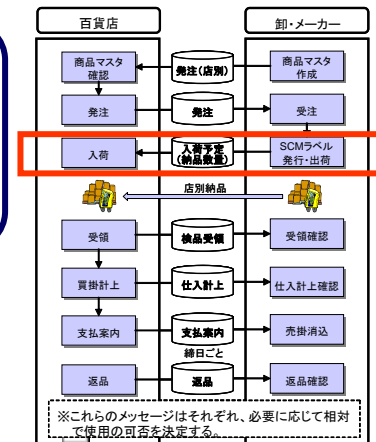 百貨店
卸・メーカー
商品マスタ
確認
発注(店別)
商品マスタ
作成
発注
発注
受注
入荷
入荷予定
(納品数量)
SCMラベル
発行・出荷
店別納品
受領
検品受領
受領確認
買掛計上
仕入計上
仕入計上確認
支払案内
支払案内
売掛消込
締日ごと
返品
返品
返品確認
※これらのメッセージはそれぞれ、必要に応じて相対
で使用の可否を決定する。